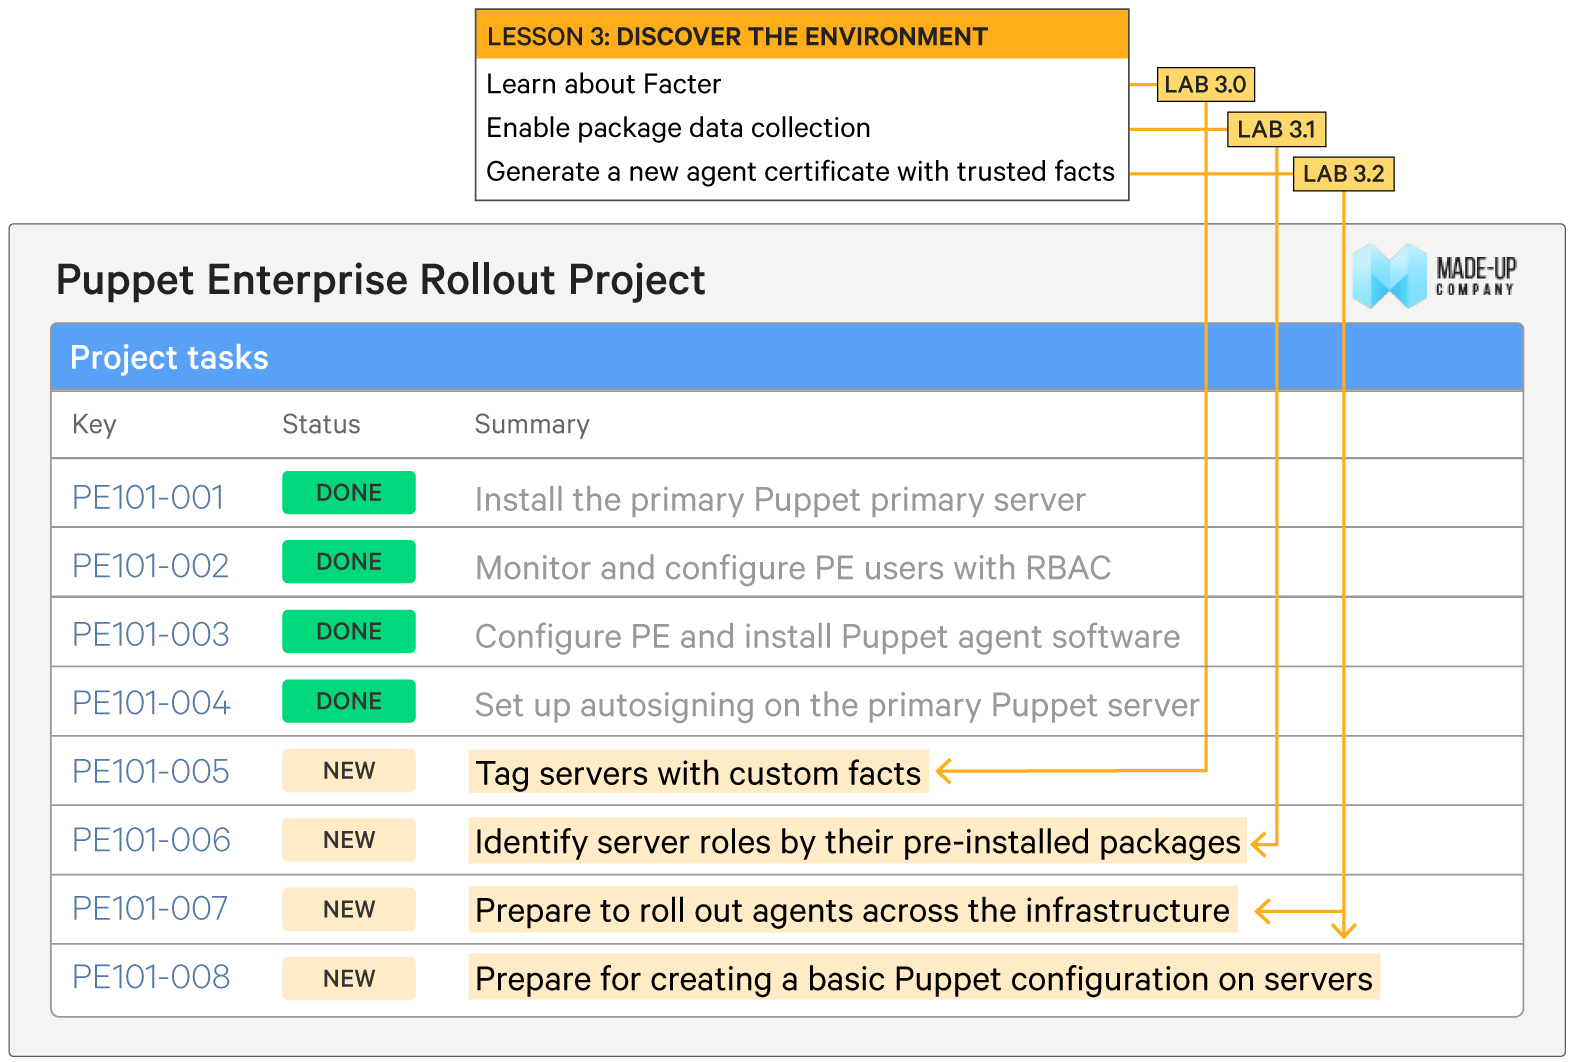 LESSON 3: DISCOVER THE ENVIRONMENT
Learn about Facter
LAB 3.0
Enable package data collection
LAB 3.1
Generate a new agent certificate with trusted facts
LAB 3.2
Puppet Enterprise Rollout Project
MADE-UP
COMPANY
Project tasks
Key Status Summary
PE101-001 DONE Install the primary Puppet primary server
PE101-002 DONE Monitor and configure PE users with RBAC
PE101-003 DONE Configure PE and install Puppet agent software
PE101-004 DONE Set up autosigning on the primary Puppet server
PE101-005 NEW Tag servers with custom facts
PE101-006 NEW Identify server roles by their pre-installed packages
PE101-007 NEW Prepare to roll out agents across the infrastructure
PE101-008 NEW Prepare for creating a basic Puppet configuration on servers